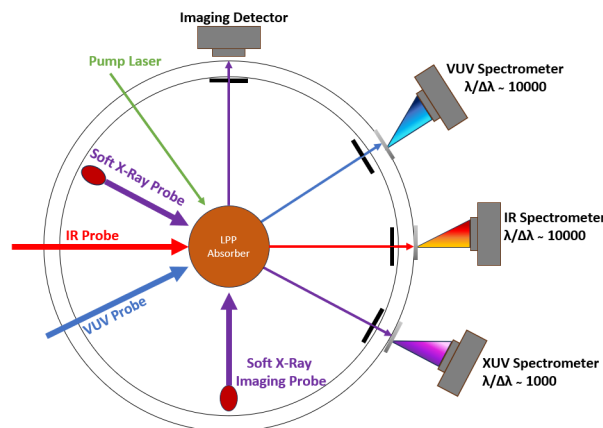 Imaging Detector
Pump Laser
VUV Spectrometer
λ/Δλ ~ 10000
Soft X-Ray Probe
IR Probe
LPP
Absorber
IR Spectrometer
λ/Δλ ~ 10000
VUV Probe
Soft X-Ray
Imaging Probe
XUV Spectrometer
λ/Δλ ~ 1000